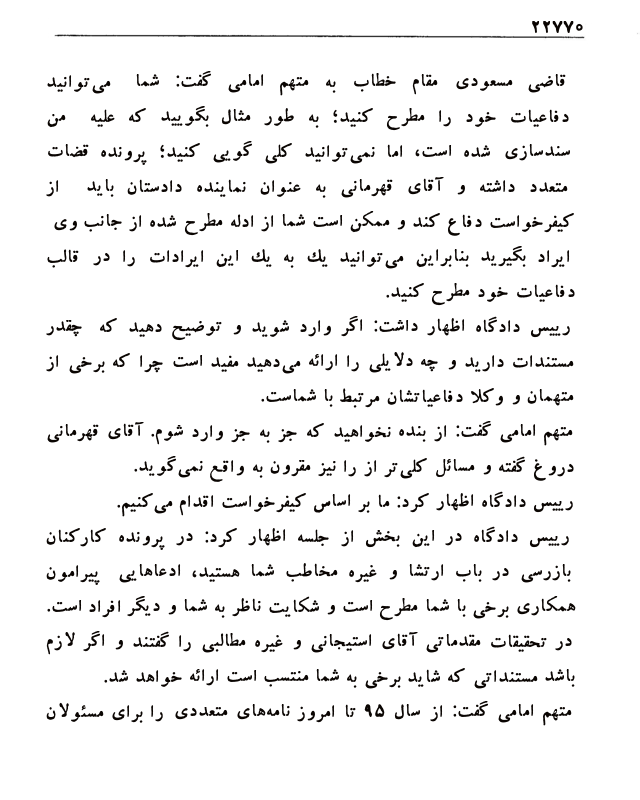 ۲۲۷۷۰
قاضی مسعودی مقام خطاب به متهم امامی گفت: شما می‌توانید
دفاعیات خود را مطرح کنید؛ به طور مثال بگویید که علیه من
سندسازی شده است، اما نمی‌توانید کلی گویی کنید؛ پرونده قضات
متعدد داشته و آقای قهرمانی به عنوان نماینده دادستان باید از
کیفرخواست دفاع کند و ممکن است شما از ادله مطرح شده از جانب وی
ایراد بگیرید بنابراین می‌توانید یك به یك این ایرادات را در قالب
دفاعیات خود مطرح کنید.
رییس دادگاه اظهار داشت: اگر وارد شوید و توضیح دهید که چقدر
مستندات دارید و چه دلایلی را ارائه می‌دهید مفید است چرا که برخی از
متهمان و وکلا دفاعیاتشان مرتبط با شماست.
متهم امامی گفت: از بنده نخواهید که جز به جز وارد شوم. آقای قهرمانی
دروغ گفته و مسائل کلی‌تر از را نیز مقرون به واقع نمی‌گوید.
رییس دادگاه اظهار کرد: ما بر اساس کیفرخواست اقدام می‌کنیم.
رییس دادگاه در این بخش از جلسه اظهار کرد: در پرونده کارکنان
بازرسی در باب ارتشا و غیره مخاطب شما هستید، ادعاهایی پیرامون
همکاری برخی با شما مطرح است و شکایت ناظر به شما و دیگر افراد است.
در تحقیقات مقدماتی آقای استیجانی و غیره مطالبی را گفتند و اگر لازم
باشد مستنداتی که شاید برخی به شما منتسب است ارائه خواهد شد.
متهم امامی گفت: از سال ۹۵ تا امروز نامه‌های متعددی را برای مسئولان